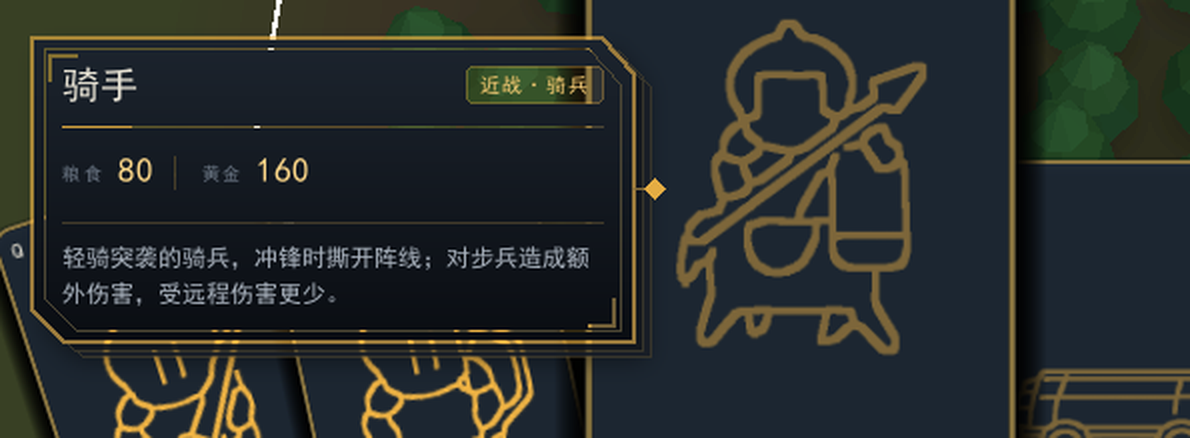 骑手
近战·骑兵
粮食 80 黄金 160
轻骑突袭的骑兵，冲锋时撕开阵线；对步兵造成额
外伤害，受远程伤害更少。
Q